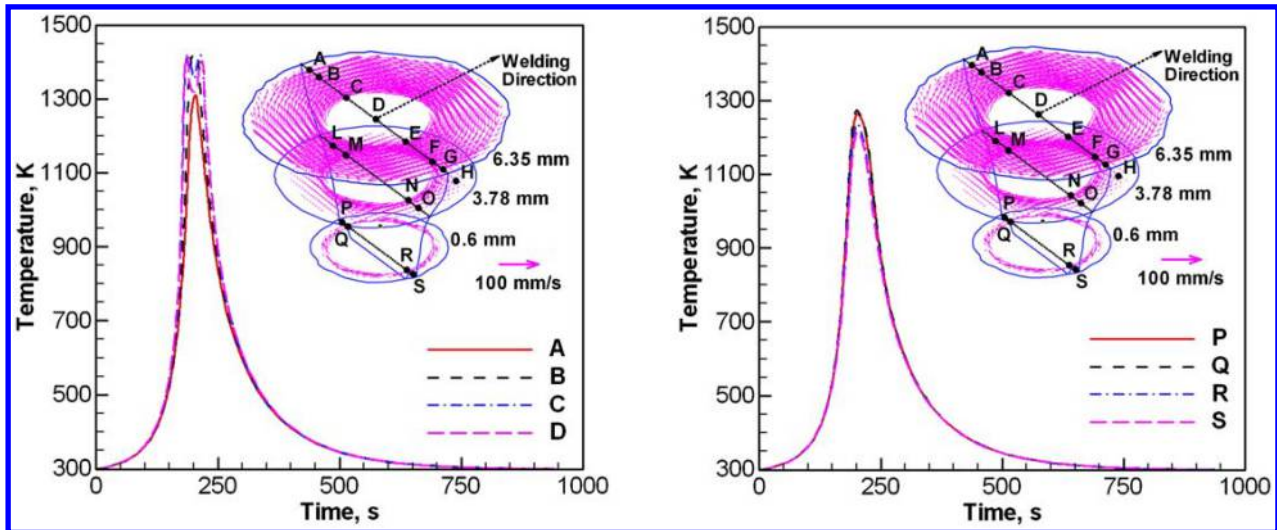 1500
1300
1100
900
700
500
300
Temperature, K
0
250
500
750
1000
Time, s
A
B
C
D
E
F
G
H
L
M
N
O
P
Q
R
S
Welding
Direction
6.35 mm
3.78 mm
0.6 mm
100 mm/s
A
B
C
D
1500
1300
1100
900
700
500
300
Temperature, K
0
250
500
750
1000
Time, s
A
B
C
D
E
F
G
H
L
M
N
O
P
Q
R
S
Welding
Direction
6.35 mm
3.78 mm
0.6 mm
100 mm/s
P
Q
R
S